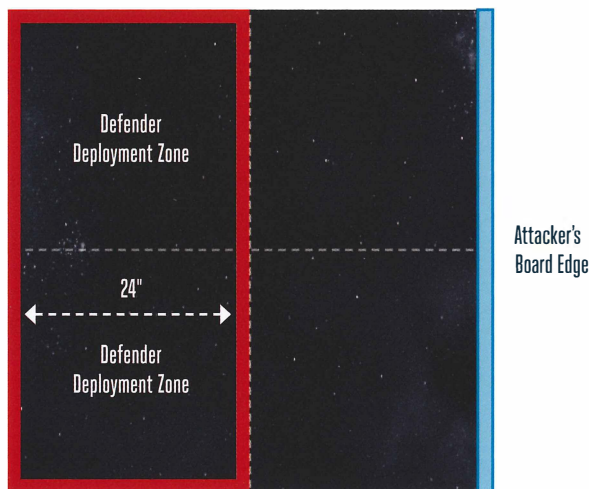 Defender
Deployment Zone
Attacker's
Board Edge
24"
Defender
Deployment Zone